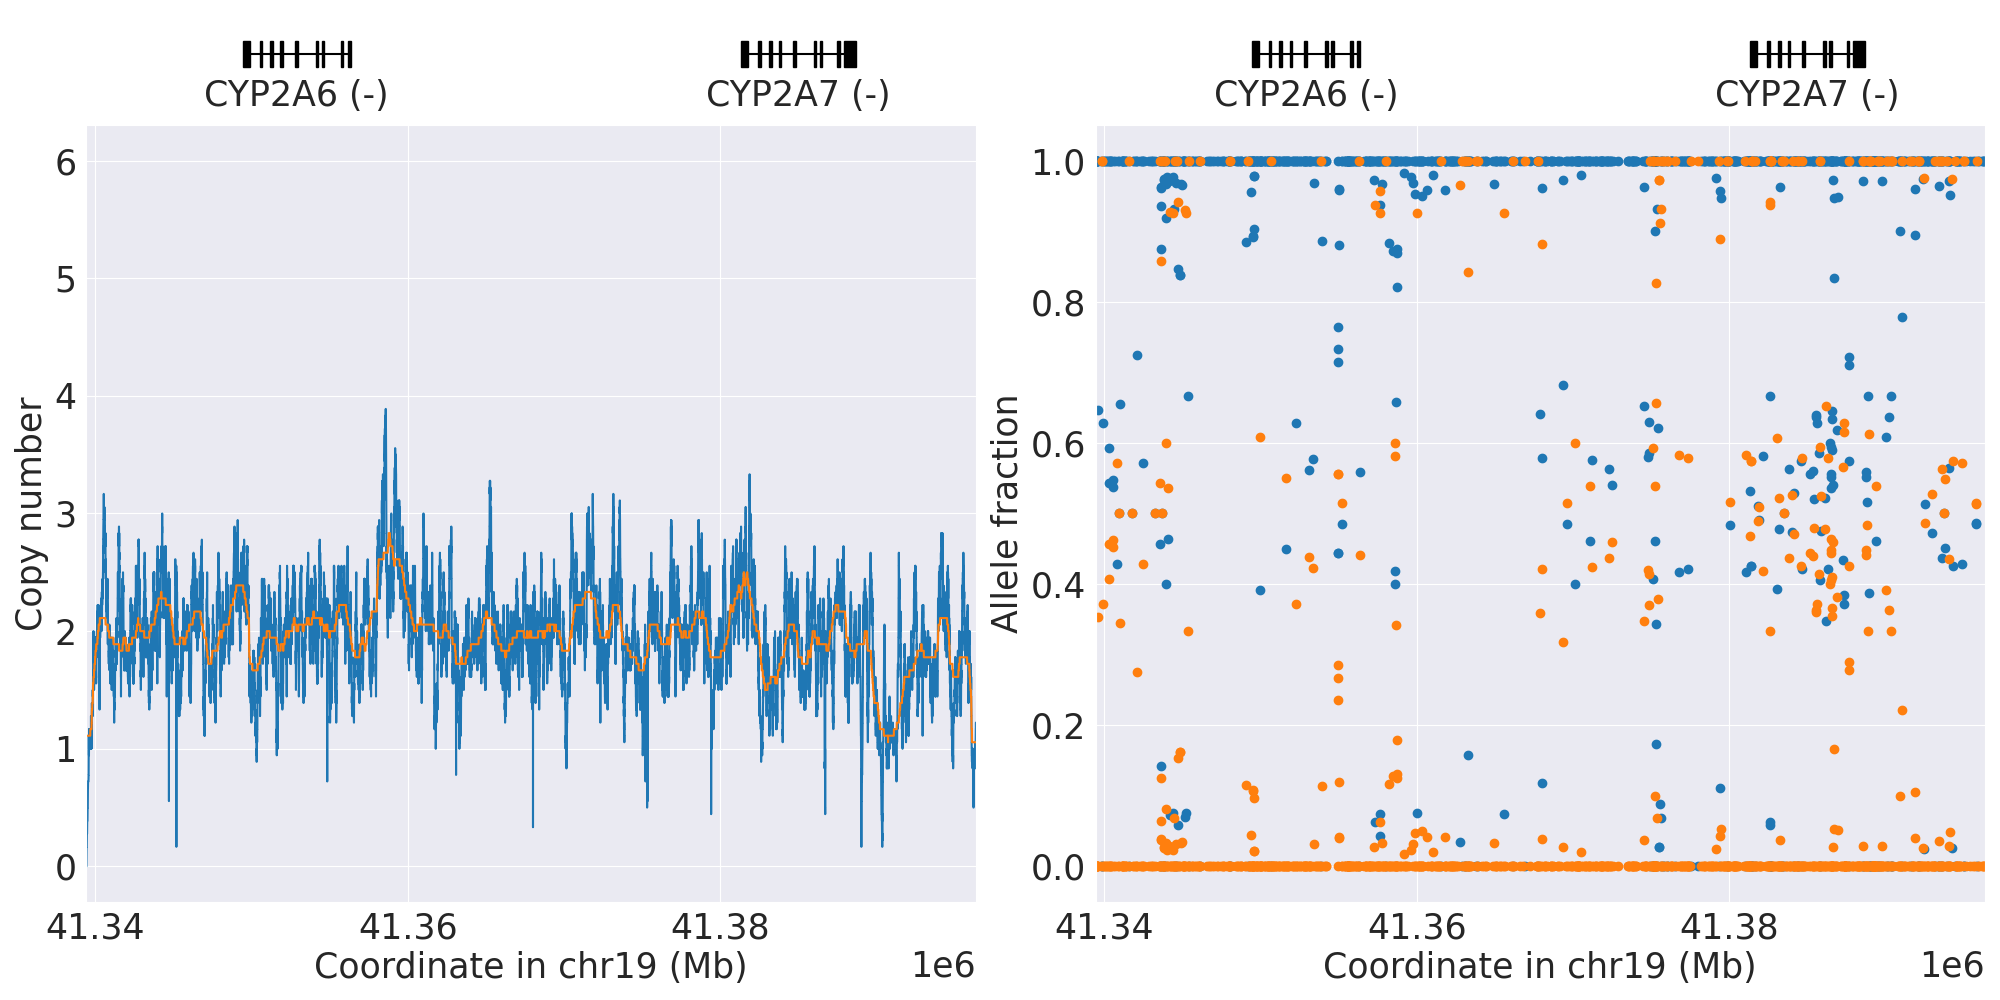 CYP2A6 (-)
CYP2A7 (-)
6
5
4
3
2
1
0
Copy number
41.34
41.36
41.38
Coordinate in chr19 (Mb)
1e6
CYP2A6 (-)
CYP2A7 (-)
1.0
0.8
0.6
0.4
0.2
0.0
Allele fraction
41.34
41.36
41.38
Coordinate in chr19 (Mb)
1e6